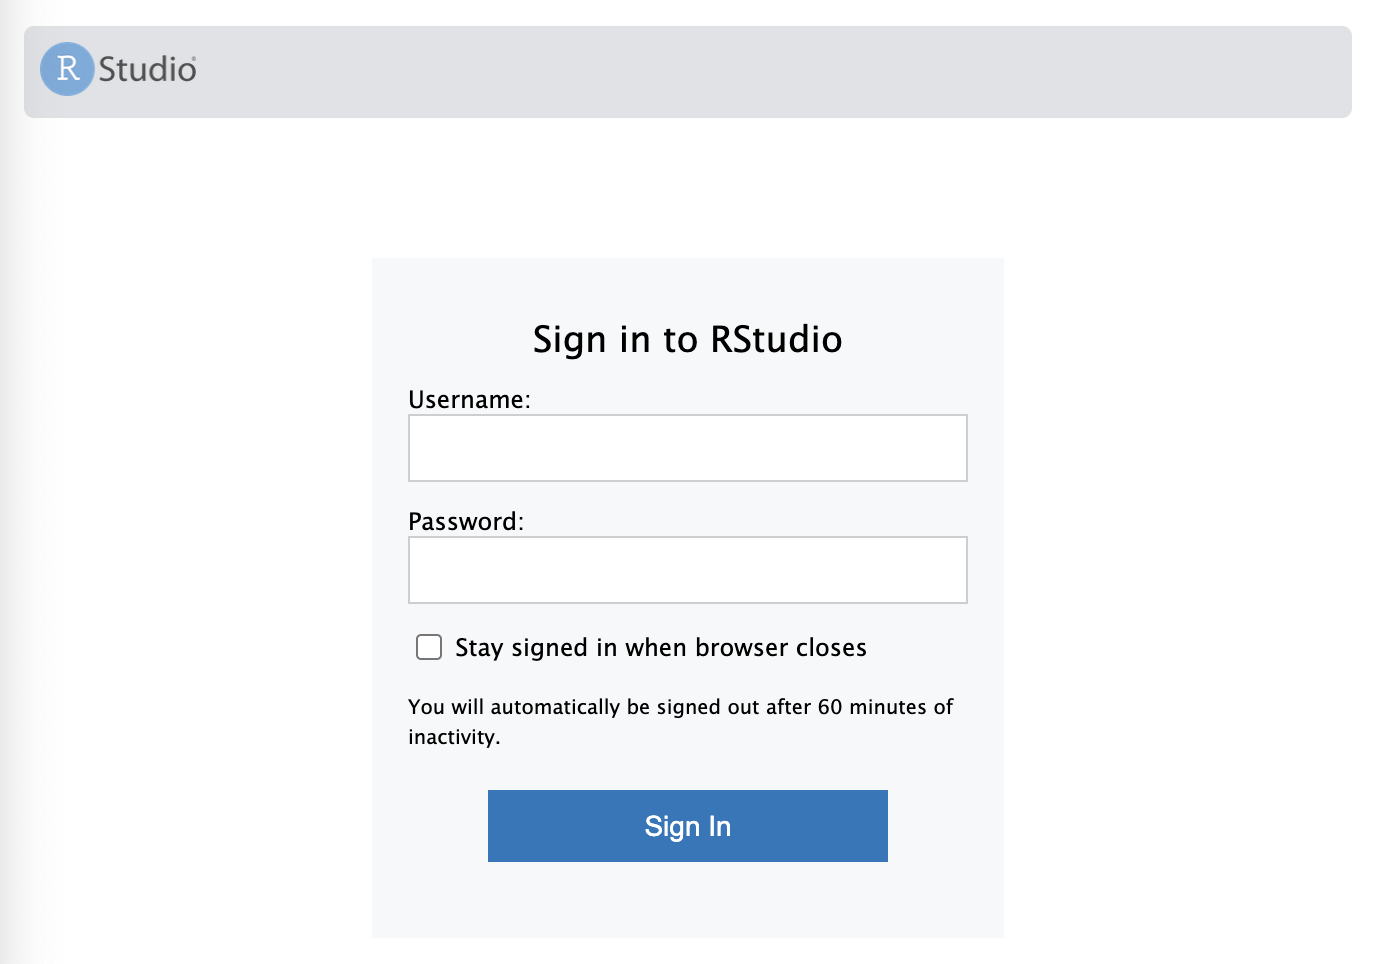 R Studio
Sign in to RStudio
Username:
Password:
Stay signed in when browser closes
You will automatically be signed out after 60 minutes of
inactivity.
Sign In